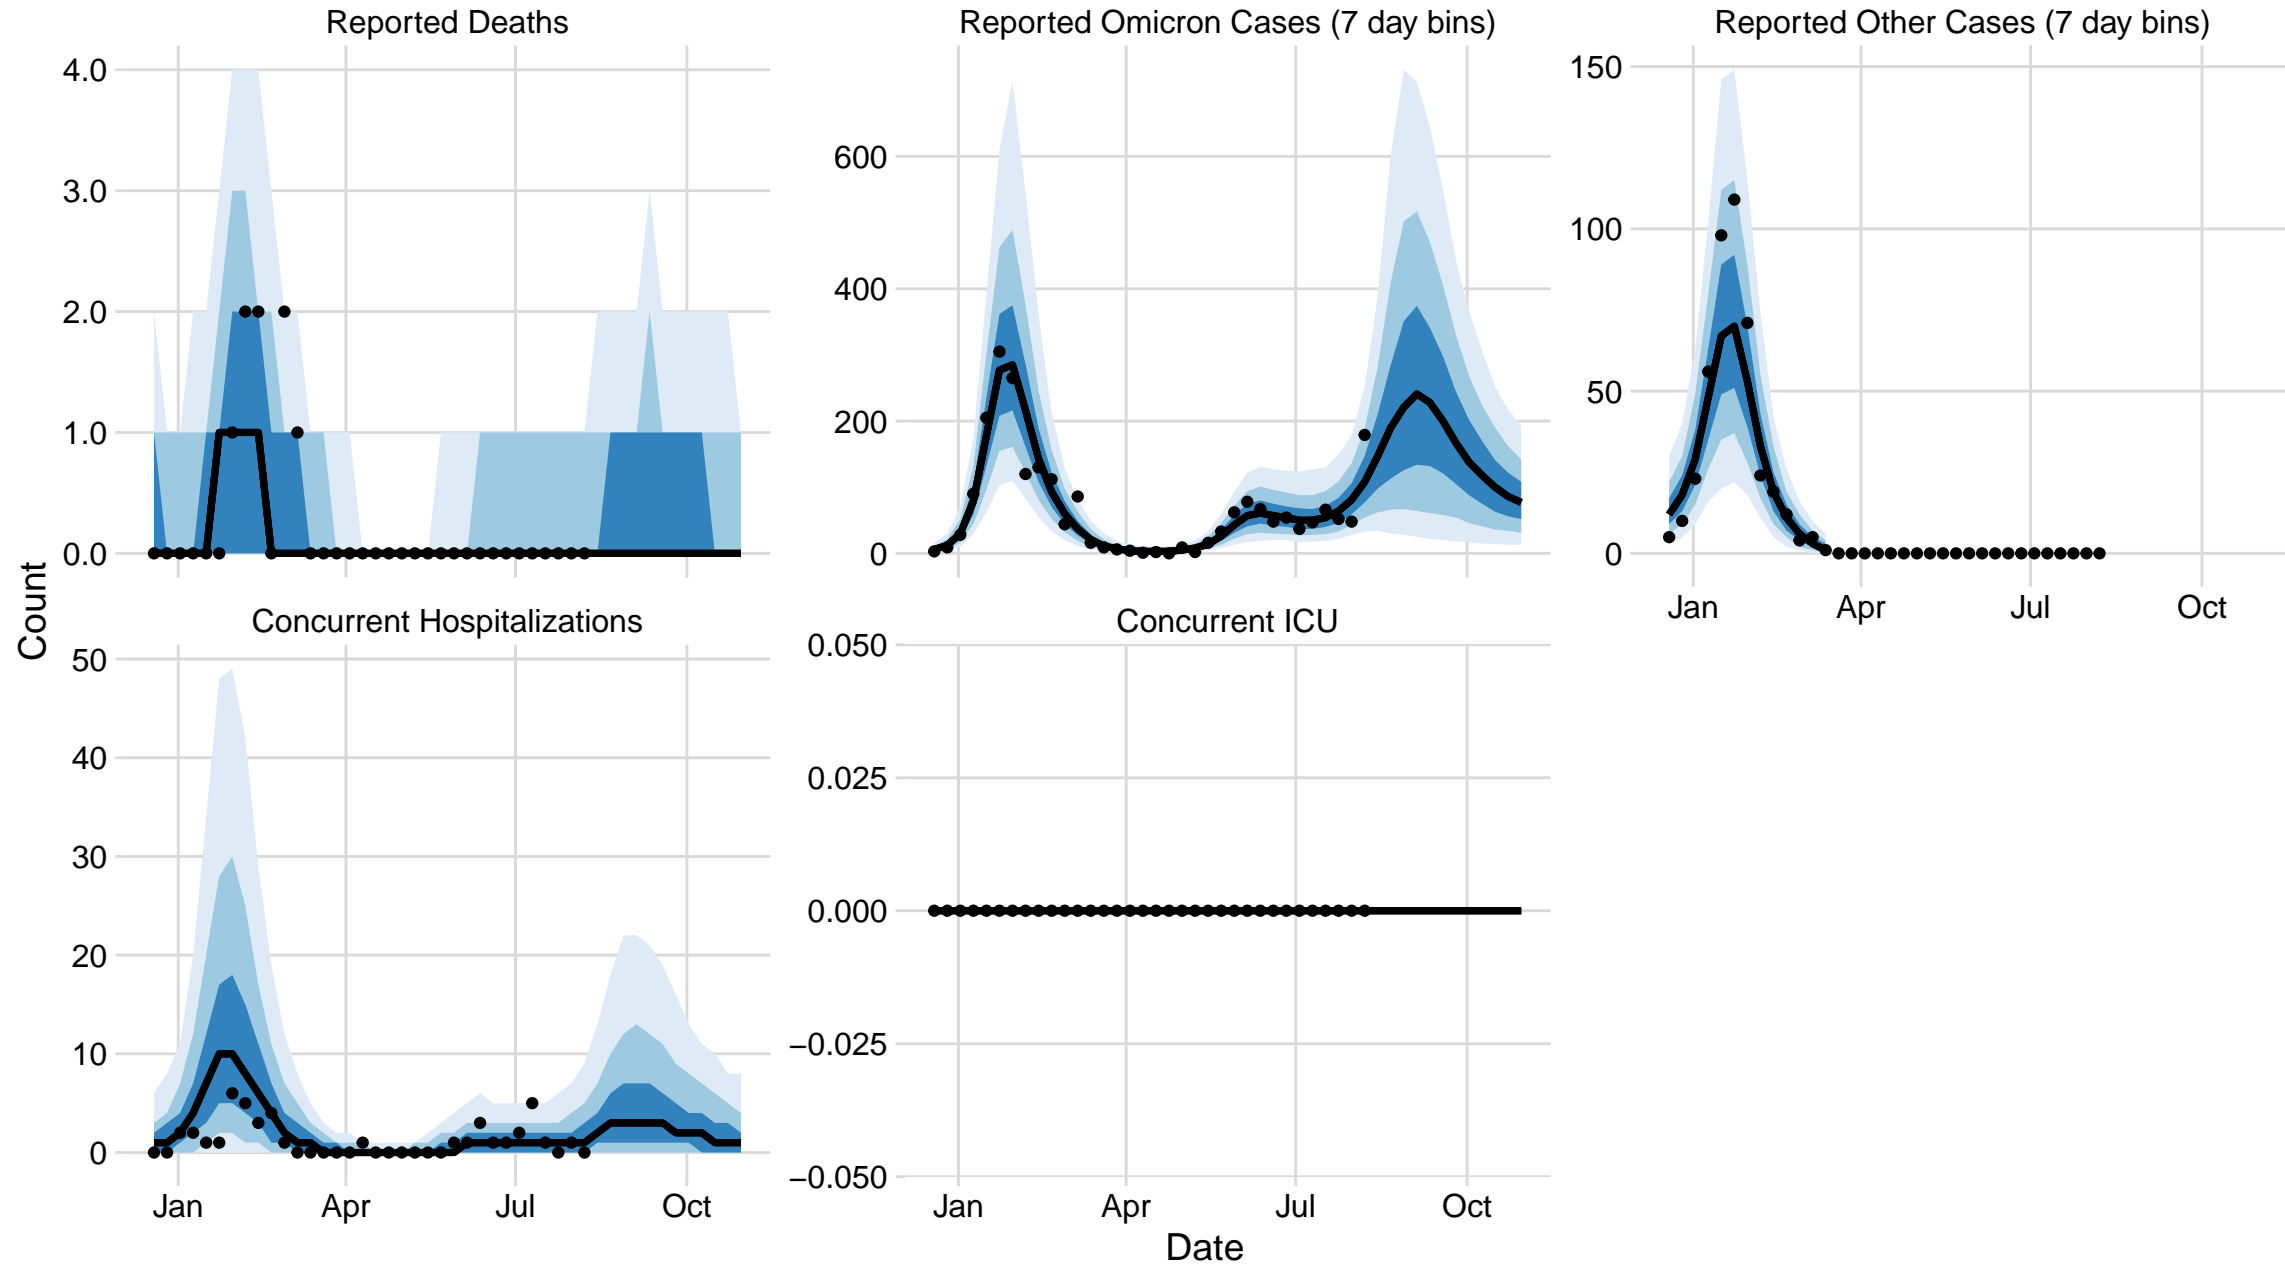 Reported Deaths
Reported Omicron Cases (7 day bins)
Reported Other Cases (7 day bins)
4.0
3.0
2.0
1.0
0.0
600
400
200
0
150
100
50
0
Jan Apr Jul Oct
Count
Concurrent Hospitalizations
Concurrent ICU
50
40
30
20
10
0
0.050
0.025
0.000
−0.025
−0.050
Jan Apr Jul Oct
Jan Apr Jul Oct
Date